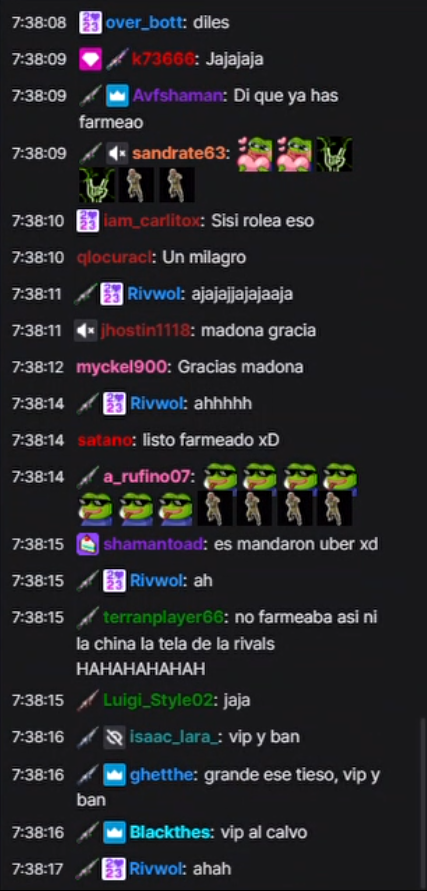 7:38:08 over_bott: diles
7:38:09 k73666: Jajajaja
7:38:09 Avfshaman: Di que ya has
farmeao
7:38:09 sandrate63:
7:38:10 iam_carlitox: Sisi rolea eso
7:38:10 qlocuracl: Un milagro
7:38:11 Rivwol: ajajajjajajaaja
7:38:11 jhostin1118: madona gracia
7:38:12 myckel900: Gracias madona
7:38:14 Rivwol: ahhhhh
7:38:14 satano: listo farmeado xD
7:38:14 a_rufino07:
7:38:15 shamantoad: es mandaron uber xd
7:38:15 Rivwol: ah
7:38:15 terranplayer66: no farmeaba asi ni
la china la tela de la rivals
HAHAHAHAHAH
7:38:15 Luigi_Style02: jaja
7:38:16 isaac_lara_: vip y ban
7:38:16 ghetthe: grande ese tieso, vip y
ban
7:38:16 Blackthes: vip al calvo
7:38:17 Rivwol: ahah